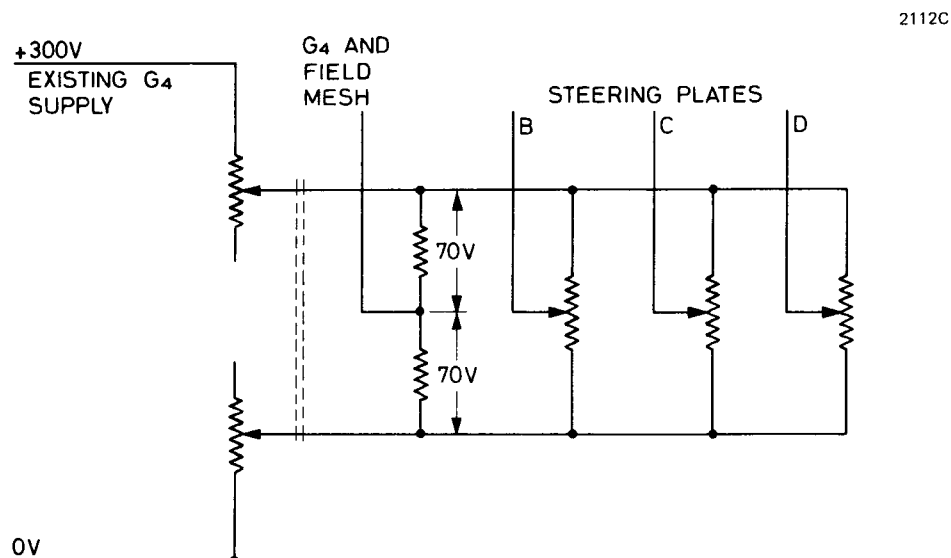 2112C
+300V
EXISTING G4
SUPPLY
G4 AND
FIELD
MESH
STEERING PLATES
B
C
D
70V
70V
0V